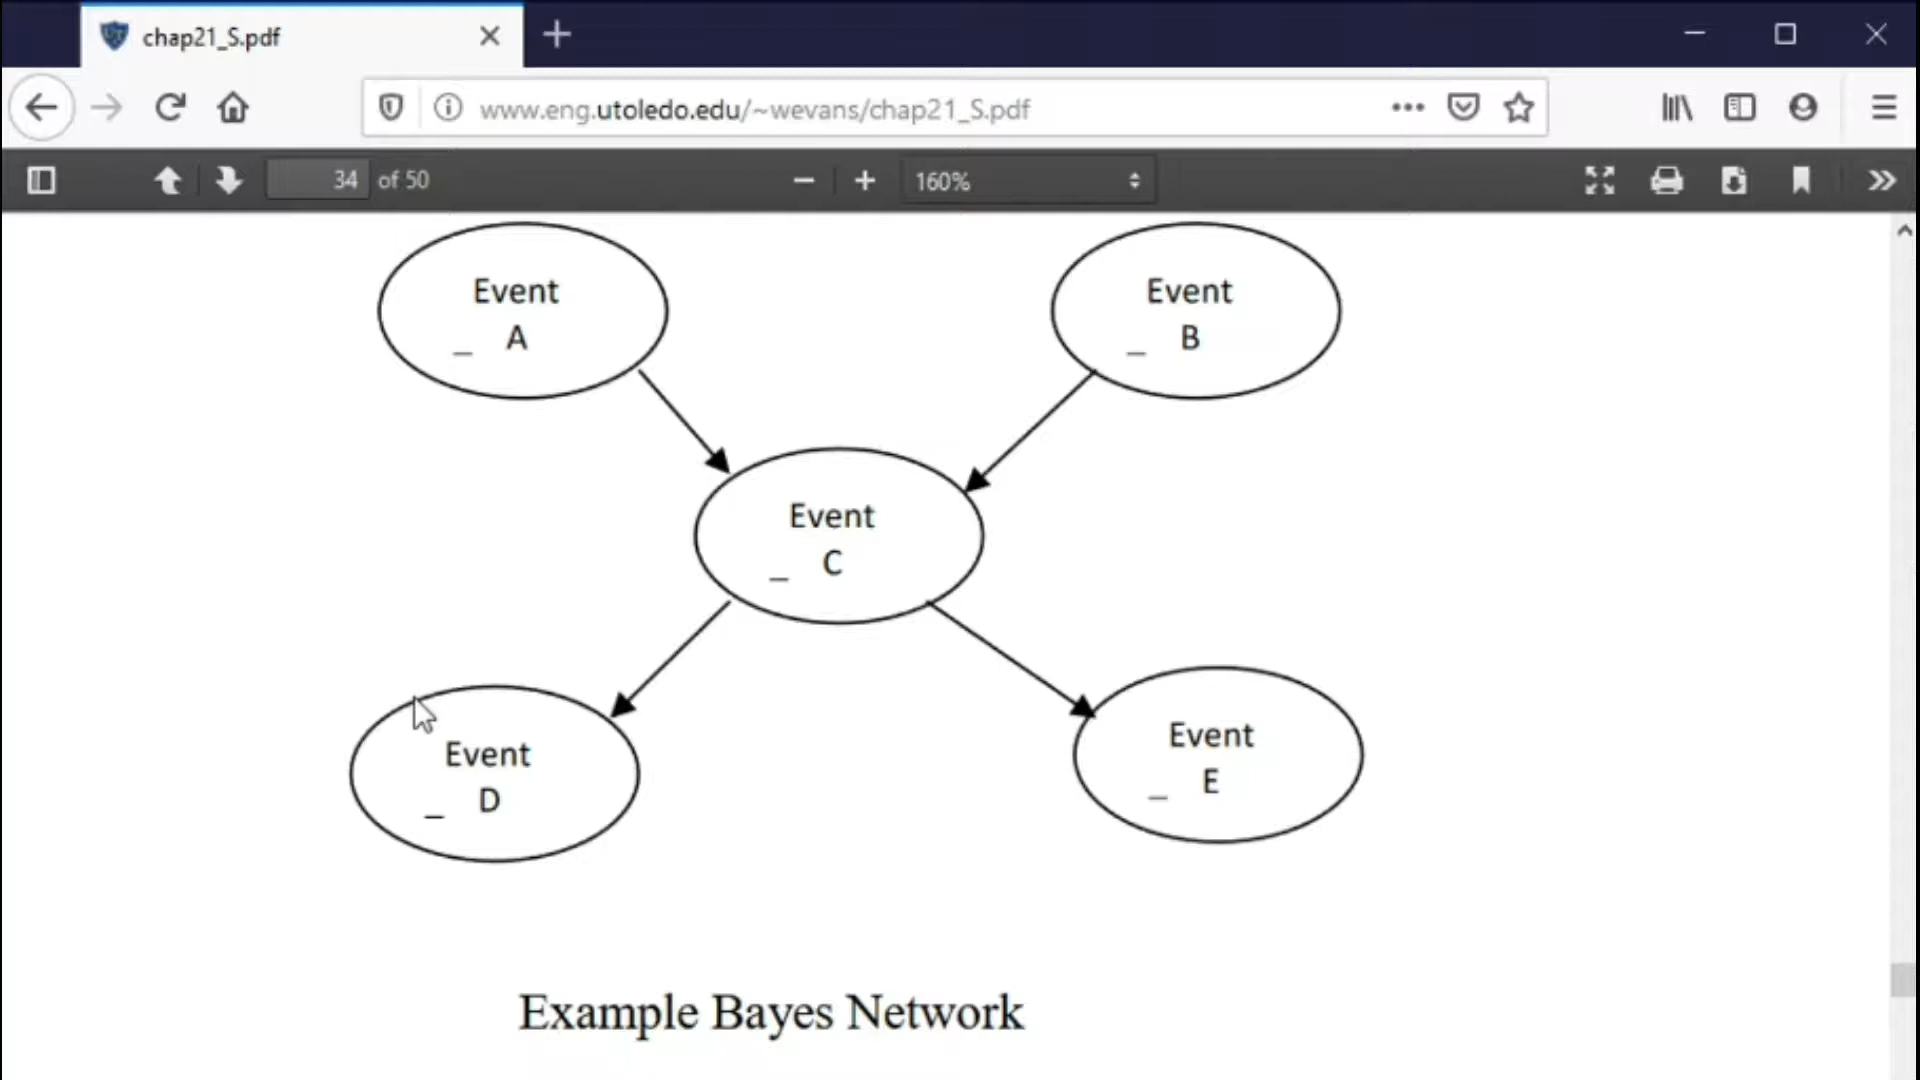 chap21_S.pdf
www.eng.utoledo.edu/~wevans/chap21_S.pdf
34 of 50
160%
Event
_ A
Event
_ B
Event
_ C
Event
_ D
Event
_ E
Example Bayes Network